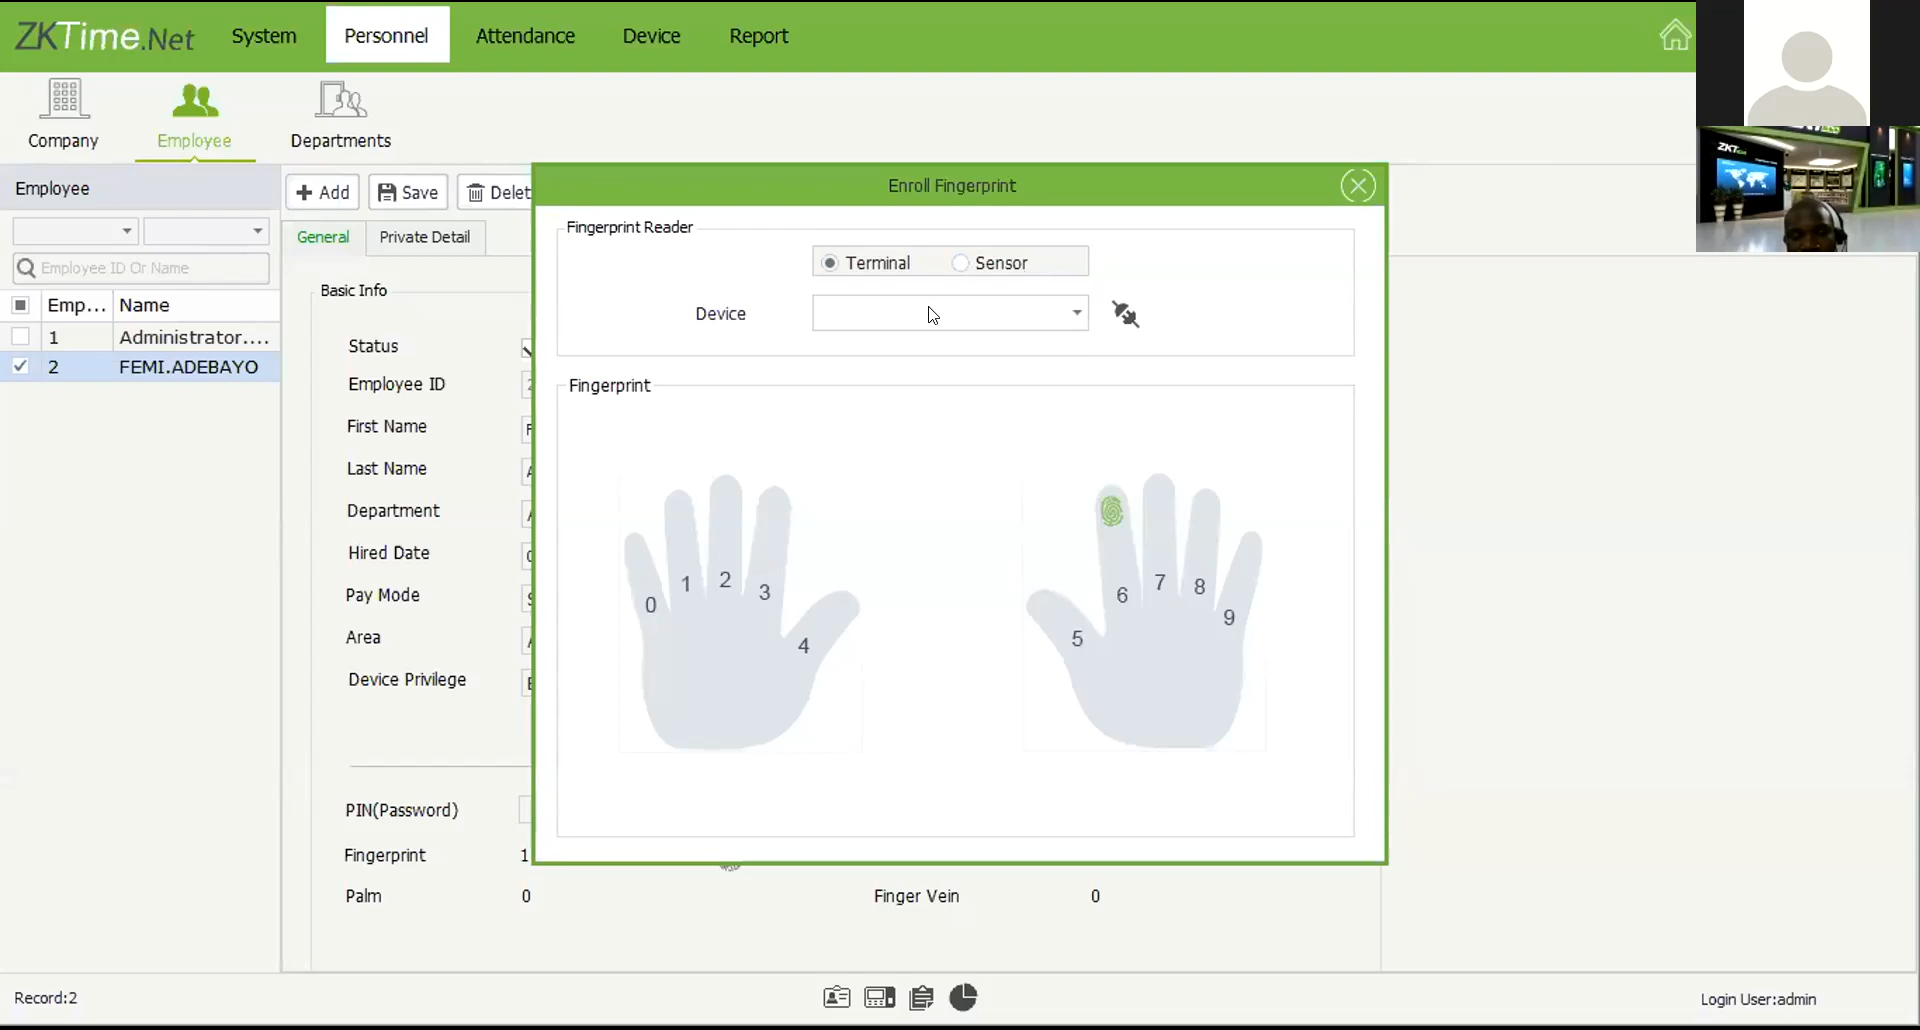 ZKTime.Net System Personnel Attendance Device Report
Company Employee Departments
Employee
Add Save Delet
Enroll Fingerprint
General Private Detail
Fingerprint Reader
Terminal Sensor
Employee ID Or Name
Device
Basic Info
Emp... Name
1 Administrator....
2 FEMI.ADEBAYO
Status
Employee ID
First Name
Last Name
Department
Hired Date
Pay Mode
Area
Device Privilege
Fingerprint
0 1 2 3 4 5 6 7 8 9
PIN(Password)
Fingerprint 1
Palm 0 Finger Vein 0
Record:2
Login User:admin